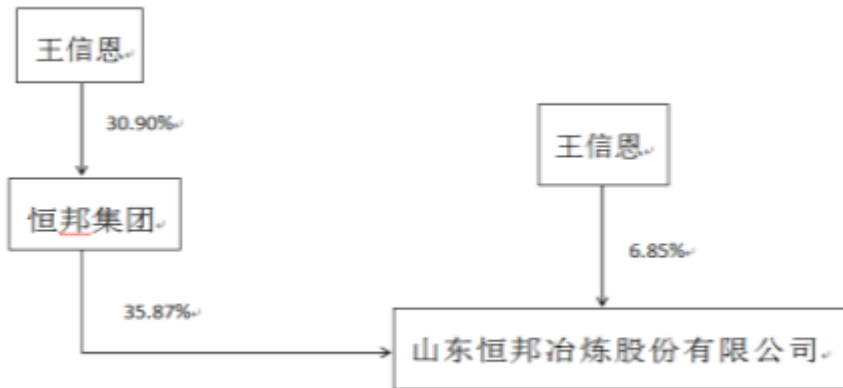 王信恩
30.90%
王信恩
恒邦集团
6.85%
35.87%
山东恒邦冶炼股份有限公司